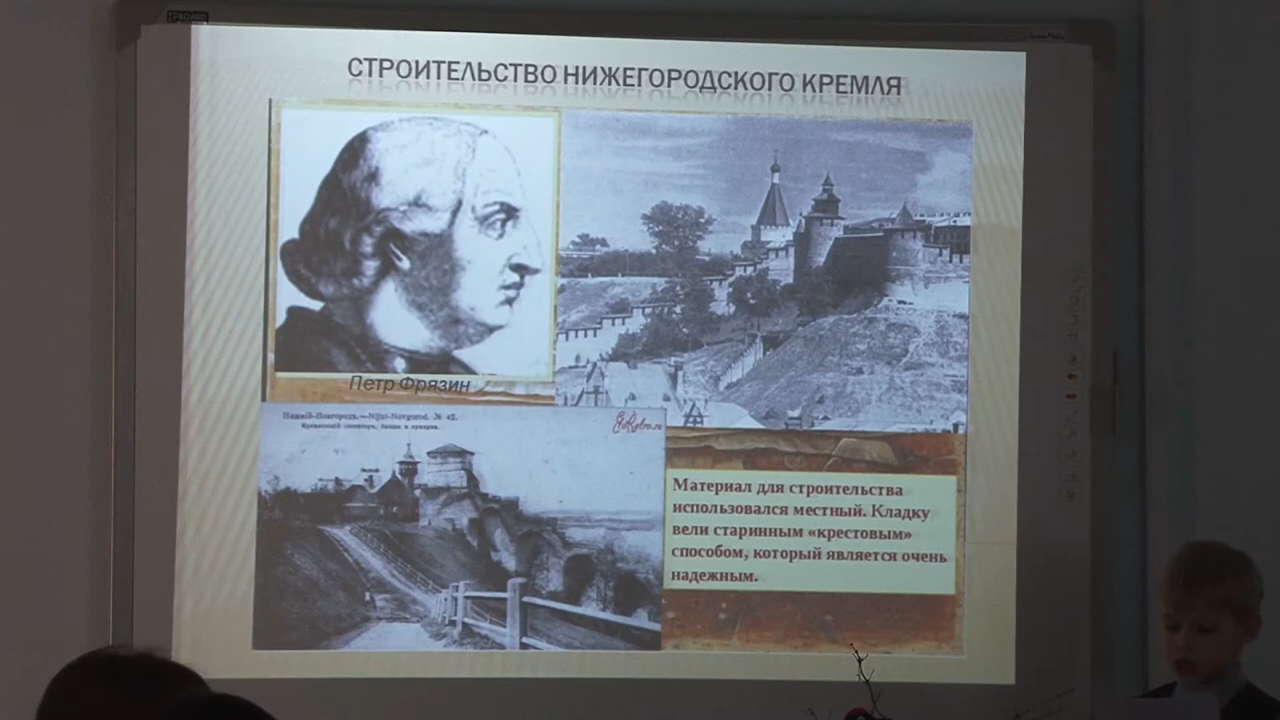 СТРОИТЕЛЬСТВО НИЖЕГОРОДСКОГО КРЕМЛЯ
Петр Фрязин
Нижнiй-Новгородъ.—Nijni-Novgorod. № 42.
Материал для строительства
использовался местный. Кладку
вели старинным «крестовым»
способом, который является очень
надежным.